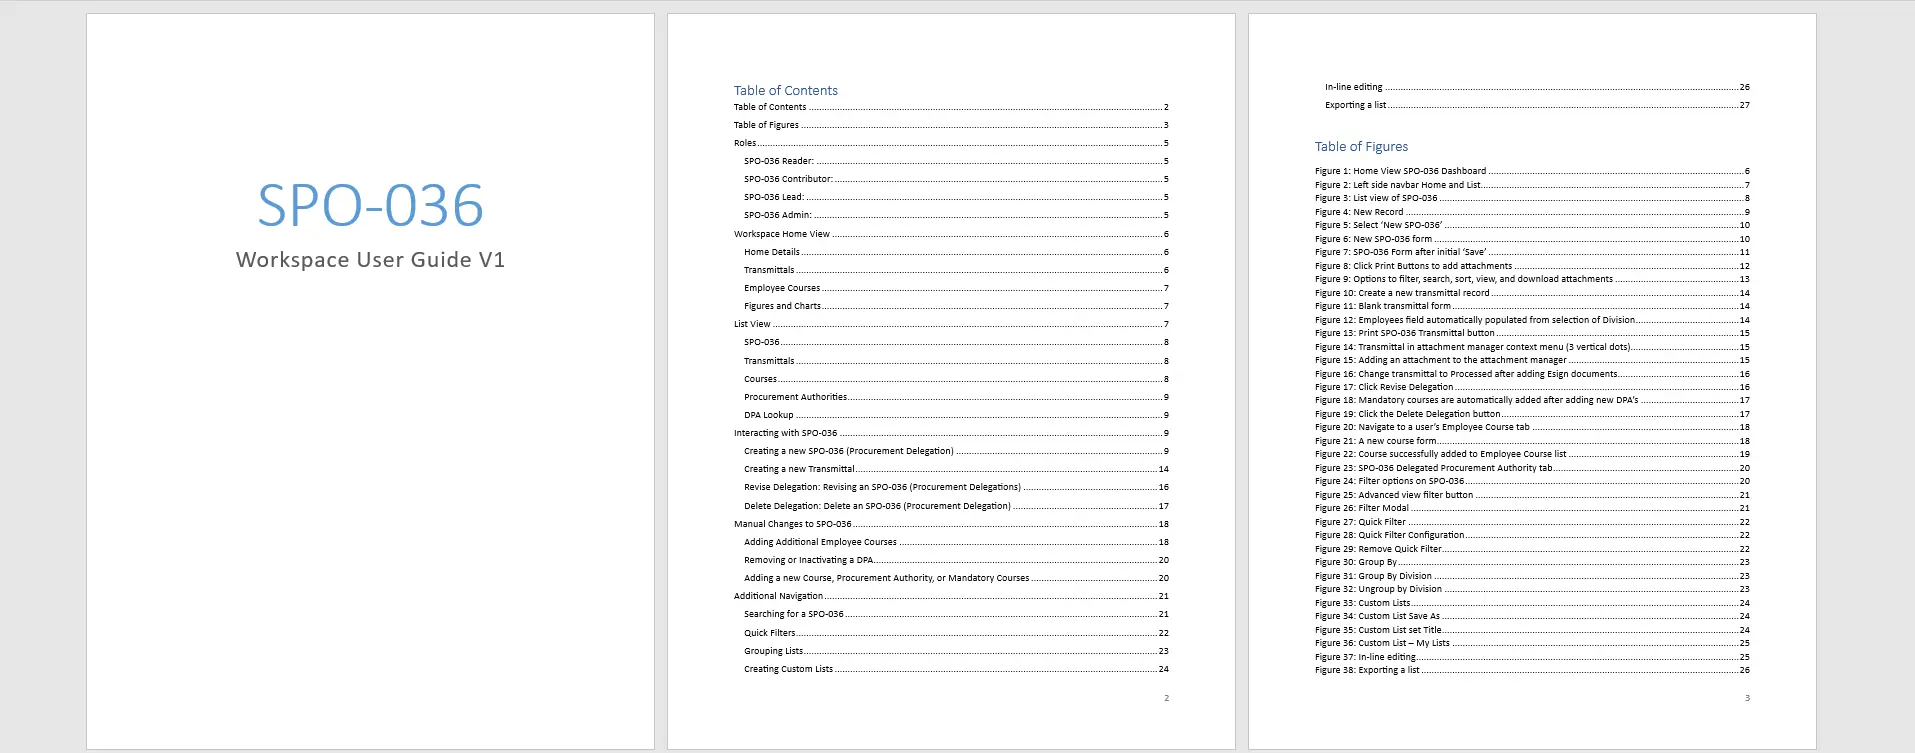 SPO-036
Workspace User Guide V1
Table of Contents
Table of Contents 2
Table of Figures 3
Roles 5
SPO-036 Reader: 5
SPO-036 Contributor: 5
SPO-036 Lead: 5
SPO-036 Admin: 5
Workspace Home View 6
Home Details 6
Transmittals 6
Employee Courses 7
Figures and Charts 7
List View 7
SPO-036 8
Transmittals 8
Courses 8
Procurement Authorities 9
DPA Lookup 9
Interacting with SPO-036 9
Creating a new SPO-036 (Procurement Delegation) 9
Creating a new Transmittal 14
Revise Delegation: Revising an SPO-036 (Procurement Delegations) 16
Delete Delegation: Delete an SPO-036 (Procurement Delegation) 17
Manual Changes to SPO-036 18
Adding Additional Employee Courses 18
Removing or Inactivating a DPA 20
Adding a new Course, Procurement Authority, or Mandatory Courses 20
Additional Navigation 21
Searching for a SPO-036 21
Quick Filters 22
Grouping Lists 23
Creating Custom Lists 24
2
In-line editing 26
Exporting a list 27
Table of Figures
Figure 1: Home View SPO-036 Dashboard 6
Figure 2: Left side navbar Home and List 7
Figure 3: List view of SPO-036 8
Figure 4: New Record 9
Figure 5: Select ‘New SPO-036’ 10
Figure 6: New SPO-036 form 10
Figure 7: SPO-036 Form after initial ‘Save’ 11
Figure 8: Click Print Buttons to add attachments 12
Figure 9: Options to filter, search, sort, view, and download attachments 13
Figure 10: Create a new transmittal record 14
Figure 11: Blank transmittal form 14
Figure 12: Employees field automatically populated from selection of Division 14
Figure 13: Print SPO-036 Transmittal button 15
Figure 14: Transmittal in attachment manager context menu (3 vertical dots) 15
Figure 15: Adding an attachment to the attachment manager 15
Figure 16: Change transmittal to Processed after adding Esign documents 16
Figure 17: Click Revise Delegation 16
Figure 18: Mandatory courses are automatically added after adding new DPA’s 17
Figure 19: Click the Delete Delegation button 17
Figure 20: Navigate to a user’s Employee Course tab 18
Figure 21: A new course form 18
Figure 22: Course successfully added to Employee Course list 19
Figure 23: SPO-036 Delegated Procurement Authority tab 20
Figure 24: Filter options on SPO-036 20
Figure 25: Advanced view filter button 21
Figure 26: Filter Modal 21
Figure 27: Quick Filter 22
Figure 28: Quick Filter Configuration 22
Figure 29: Remove Quick Filter 22
Figure 30: Group By 23
Figure 31: Group By Division 23
Figure 32: Ungroup by Division 23
Figure 33: Custom Lists 24
Figure 34: Custom List Save As 24
Figure 35: Custom List set Title 24
Figure 36: Custom List – My Lists 25
Figure 37: In-line editing 25
Figure 38: Exporting a list 26
3